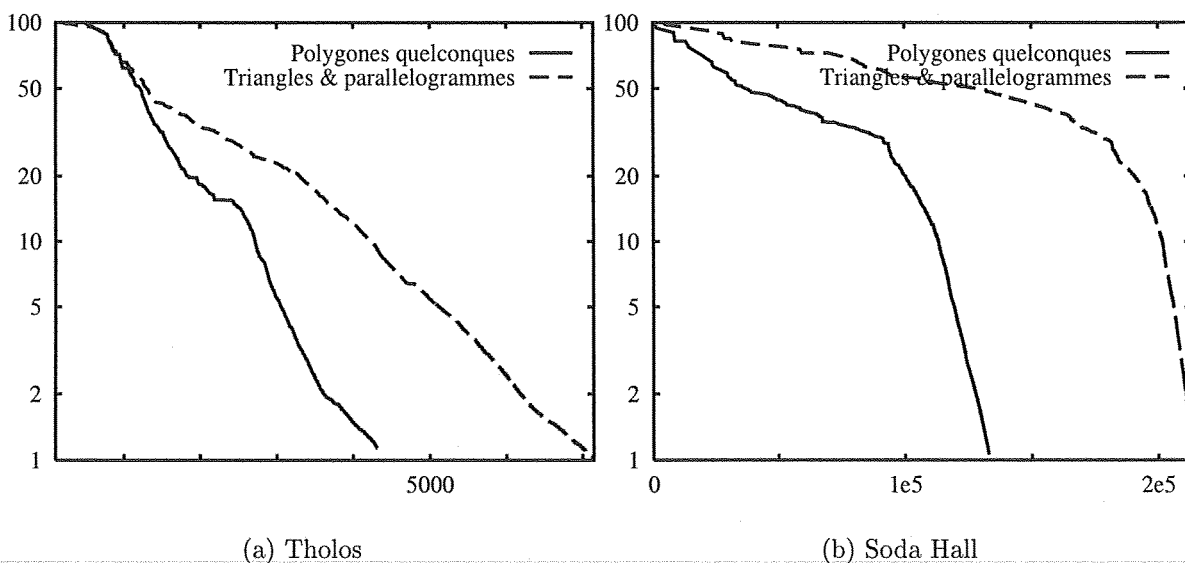 100
50
20
10
5
2
1
5000
Polygones quelconques
Triangles & parallelogrammes
(a) Tholos
100
50
20
10
5
2
1
0
1e5
2e5
Polygones quelconques
Triangles & parallelogrammes
(b) Soda Hall